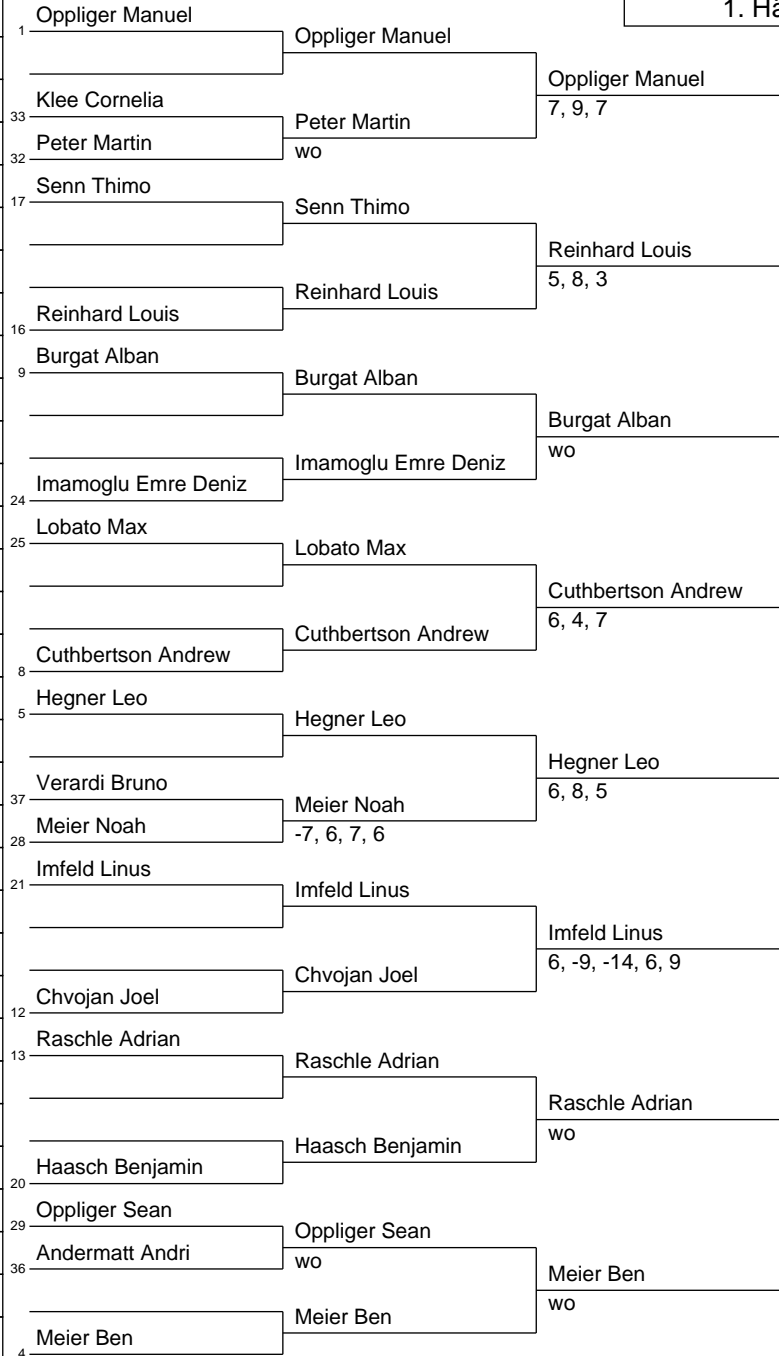 1. Hä
1 Oppliger Manuel
Oppliger Manuel
Oppliger Manuel
7, 9, 7
33 Klee Cornelia
Peter Martin
wo
32 Peter Martin
17 Senn Thimo
Senn Thimo
Reinhard Louis
5, 8, 3
Reinhard Louis
16 Reinhard Louis
9 Burgat Alban
Burgat Alban
Burgat Alban
wo
Imamoglu Emre Deniz
24 Imamoglu Emre Deniz
25 Lobato Max
Lobato Max
Cuthbertson Andrew
6, 4, 7
Cuthbertson Andrew
8 Cuthbertson Andrew
5 Hegner Leo
Hegner Leo
Hegner Leo
6, 8, 5
37 Verardi Bruno
Meier Noah
-7, 6, 7, 6
28 Meier Noah
21 Imfeld Linus
Imfeld Linus
Imfeld Linus
6, -9, -14, 6, 9
Chvojan Joel
12 Chvojan Joel
13 Raschle Adrian
Raschle Adrian
Raschle Adrian
wo
Haasch Benjamin
20 Haasch Benjamin
29 Oppliger Sean
Oppliger Sean
wo
36 Andermatt Andri
Meier Ben
wo
Meier Ben
4 Meier Ben